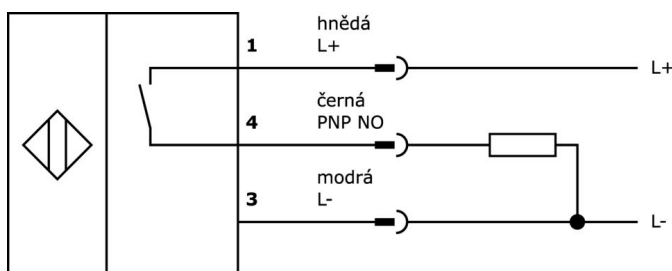 hnědá
1 L+
L+
černá
4 PNP NO
modrá
3 L-
L-